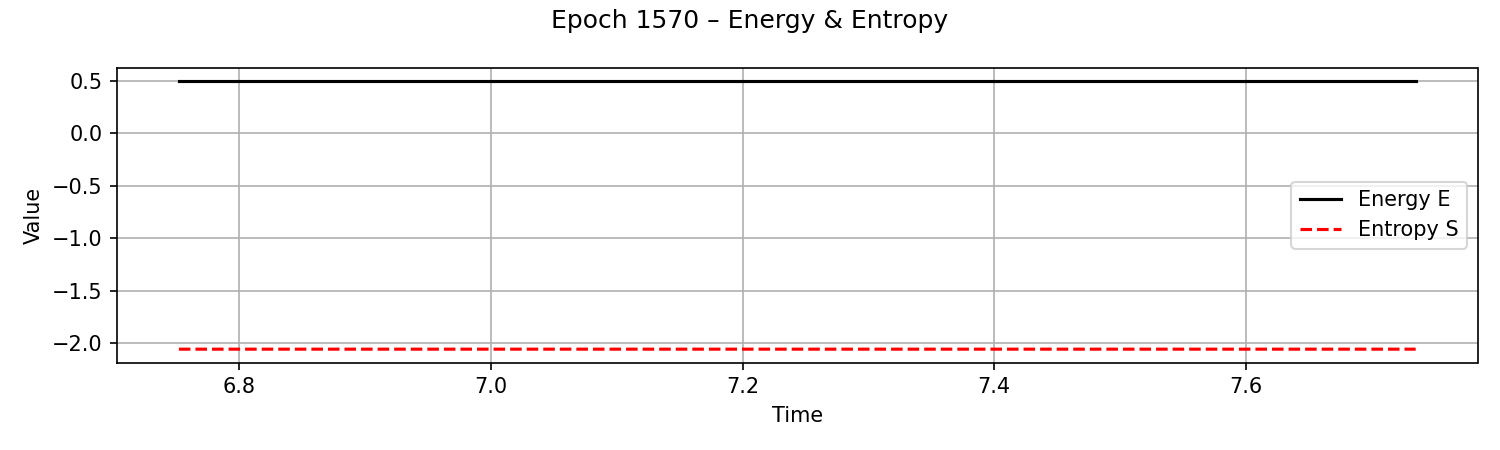 Epoch 1570 – Energy & Entropy
0.5
0.0
−0.5
−1.0
−1.5
−2.0
Value
Energy E
Entropy S
6.8
7.0
7.2
7.4
7.6
Time